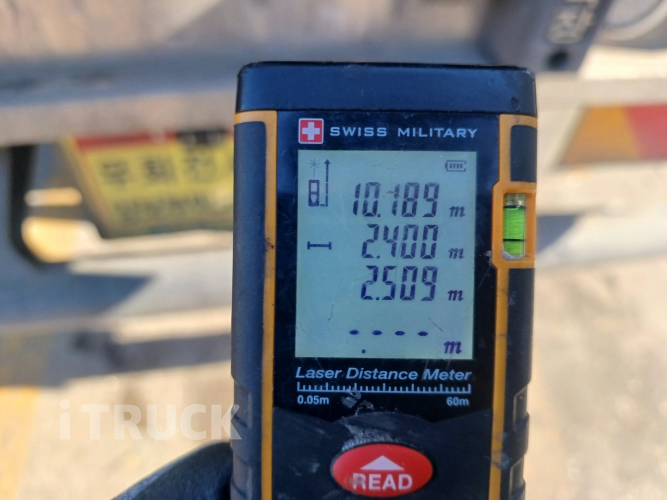 SWISS MILITARY
10.189 m
2.400 m
2.509 m
---- m
Laser Distance Meter
0.05m 60m
READ
iTRUCK